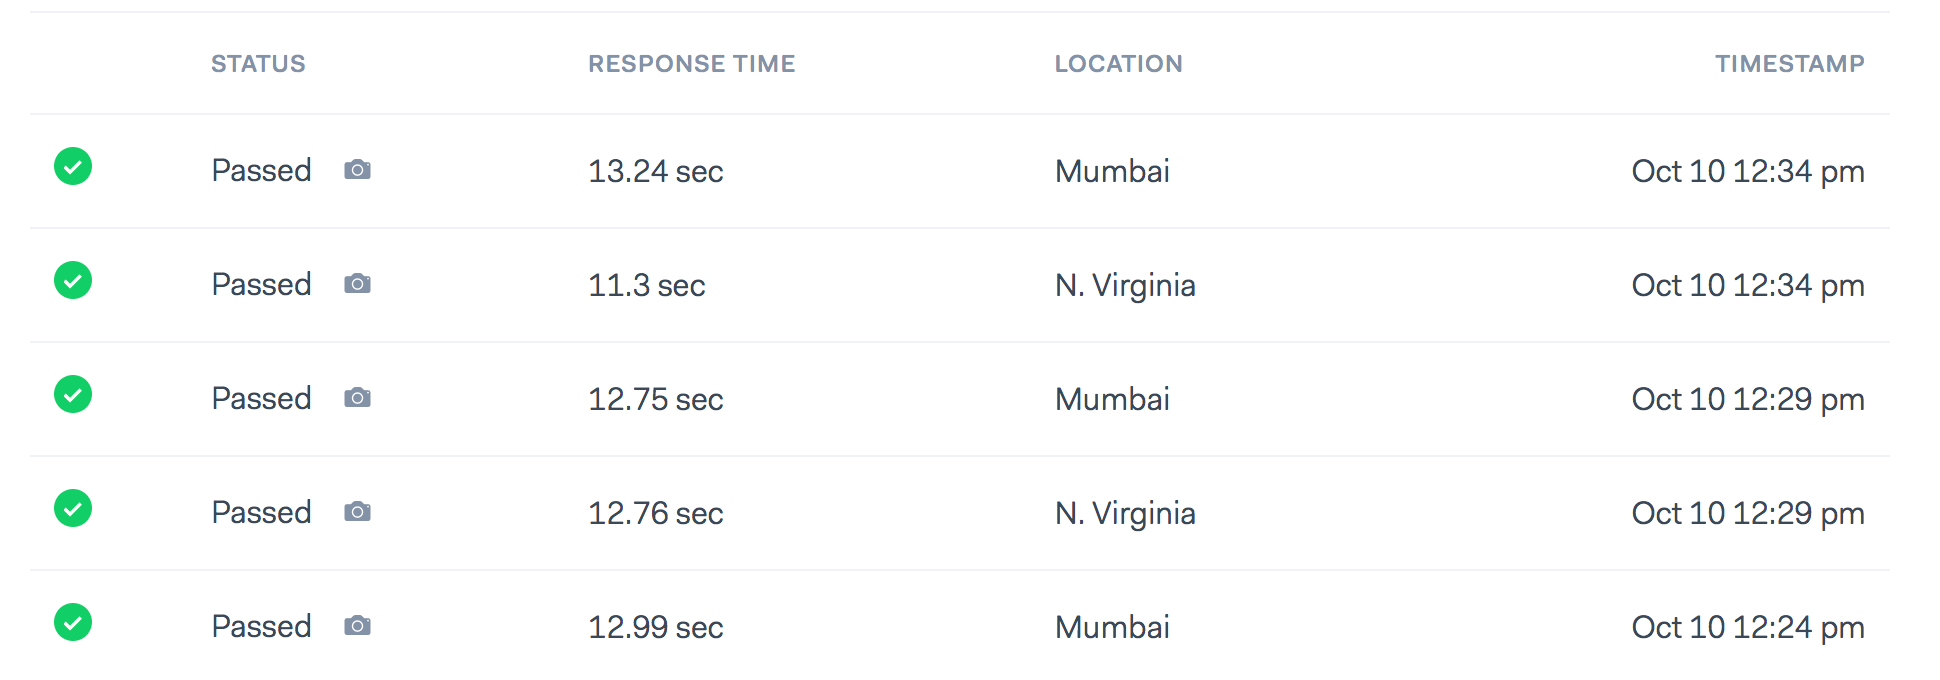 STATUS RESPONSE TIME LOCATION TIMESTAMP
Passed 13.24 sec Mumbai Oct 10 12:34 pm
Passed 11.3 sec N. Virginia Oct 10 12:34 pm
Passed 12.75 sec Mumbai Oct 10 12:29 pm
Passed 12.76 sec N. Virginia Oct 10 12:29 pm
Passed 12.99 sec Mumbai Oct 10 12:24 pm